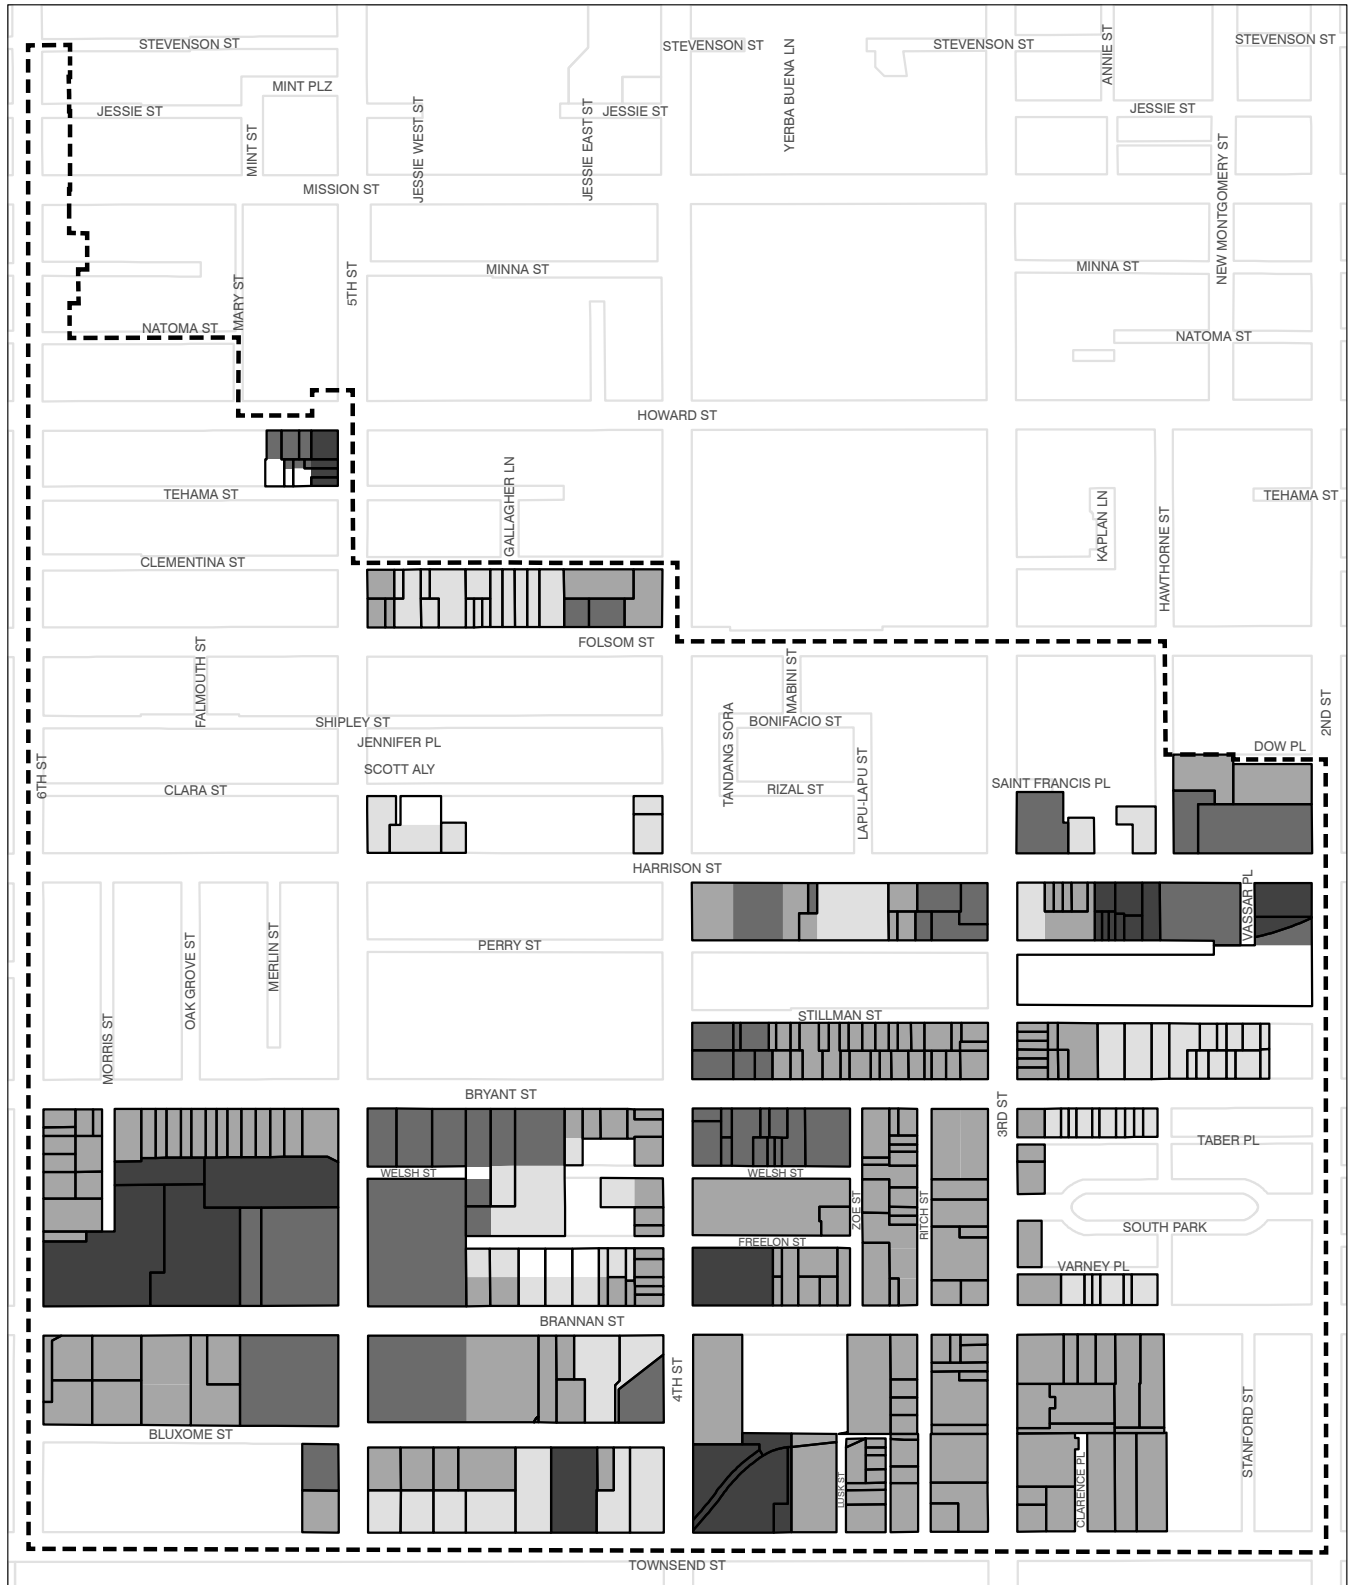 STEVENSON ST
STEVENSON ST
STEVENSON ST
STEVENSON ST
ANNIE ST
YERBA BUENA LN
MINT PLZ
JESSIE ST
JESSIE WEST ST
JESSIE EAST ST
JESSIE ST
JESSIE ST
MINT ST
NEW MONTGOMERY ST
MISSION ST
MINNA ST
MINNA ST
5TH ST
MARY ST
NATOMA ST
NATOMA ST
HOWARD ST
TEHAMA ST
GALLAGHER LN
KAPLAN LN
HAWTHORNE ST
TEHAMA ST
CLEMENTINA ST
FOLSOM ST
FALMOUTH ST
MABINI ST
SHIPLEY ST
BONIFACIO ST
2ND ST
JENNIFER PL
TANDANG SORA
DOW PL
6TH ST
SCOTT ALY
LAPU-LAPU ST
CLARA ST
RIZAL ST
SAINT FRANCIS PL
HARRISON ST
VASSAR PL
PERRY ST
MERLIN ST
OAK GROVE ST
MORRIS ST
STILLMAN ST
BRYANT ST
3RD ST
TABER PL
WELSH ST
WELSH ST
ZOE ST
RITCH ST
SOUTH PARK
FREELON ST
VARNEY PL
BRANNAN ST
4TH ST
BLUXOME ST
LUSK ST
CLARENCE PL
STANFORD ST
TOWNSEND ST